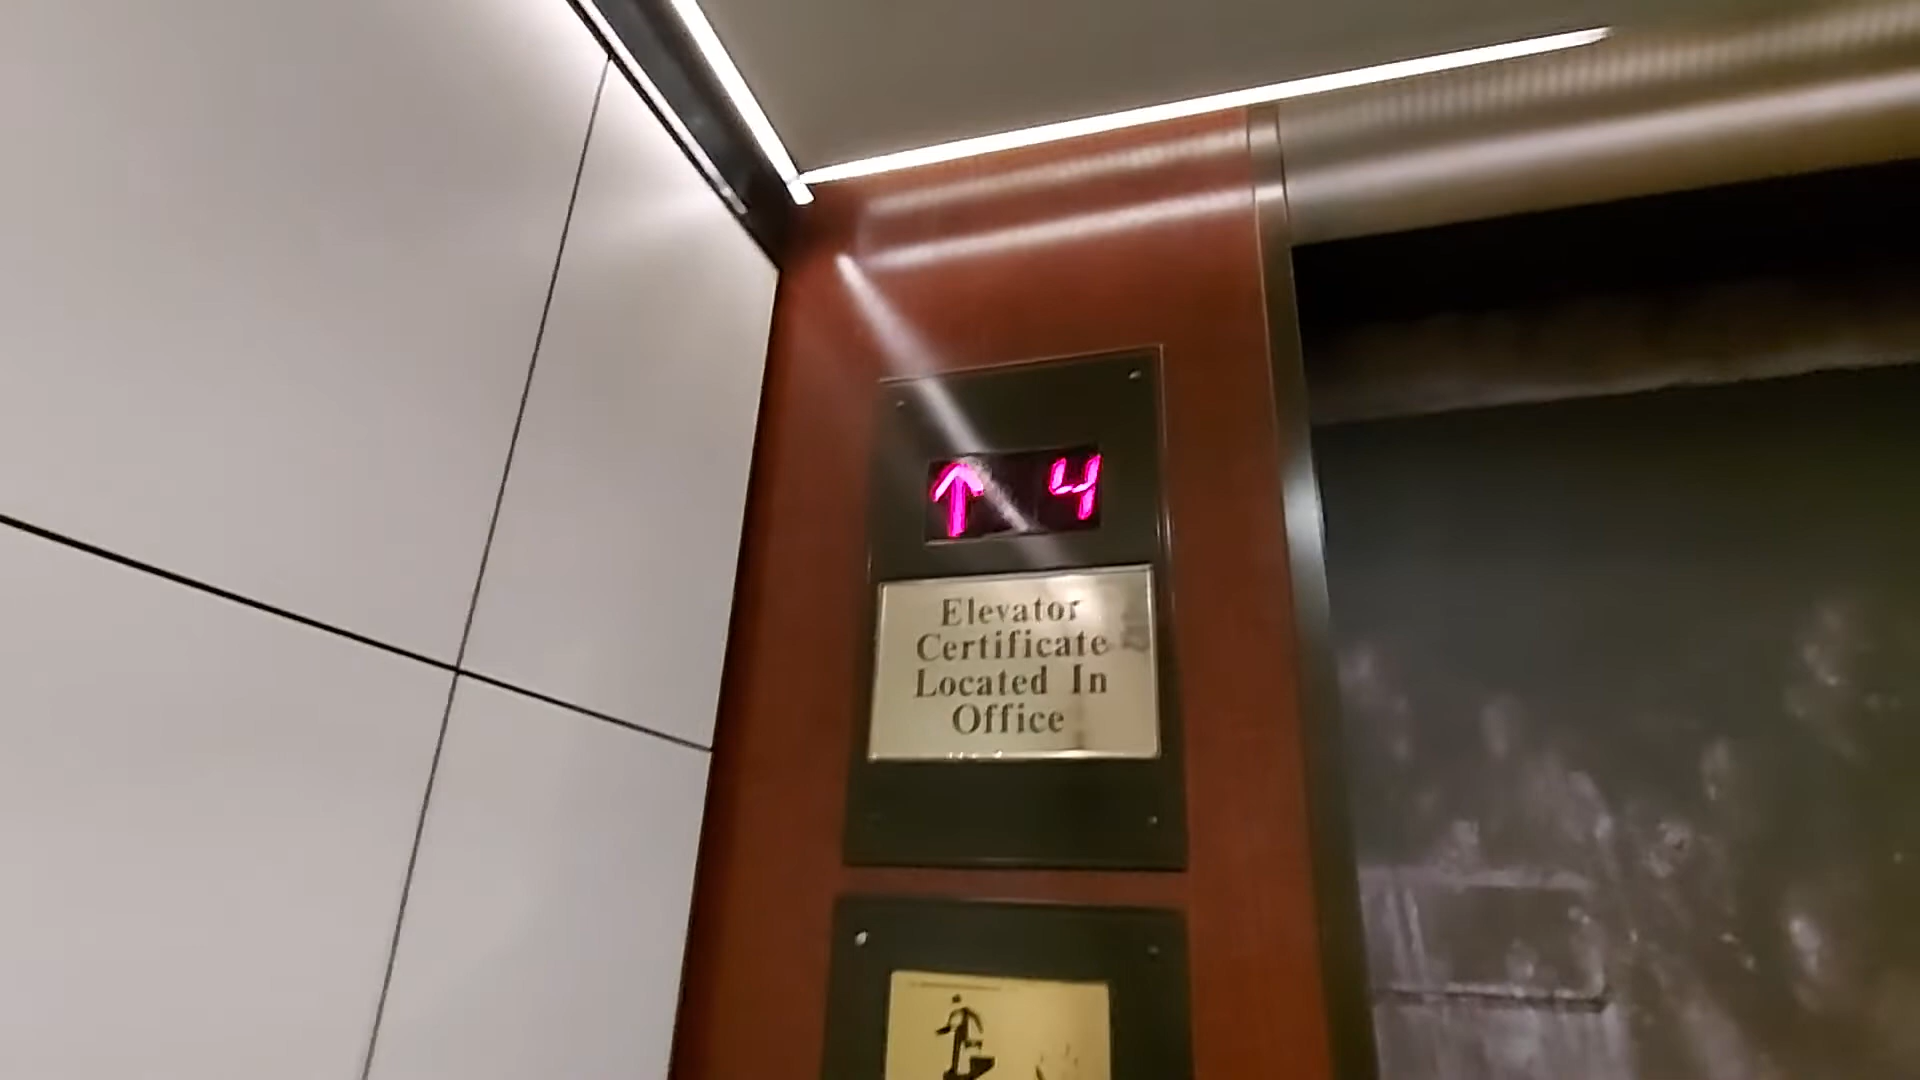 ↑ 4
Elevator
Certificate
Located In
Office